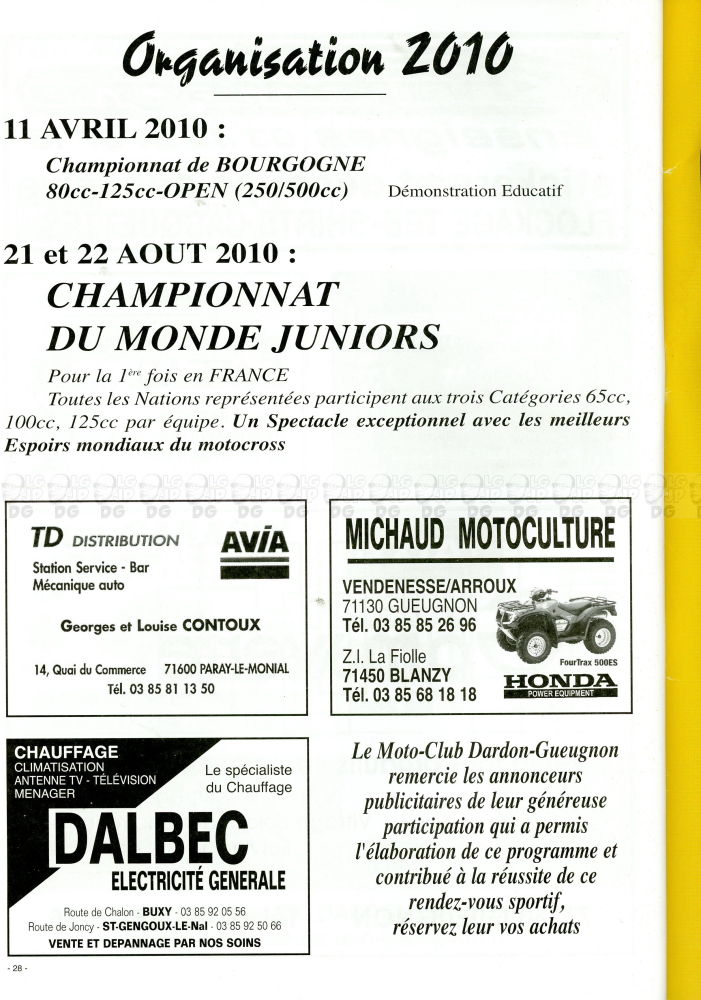 Organisation 2010
11 AVRIL 2010 :
Championnat de BOURGOGNE
80cc-125cc-OPEN (250/500cc) Démonstration Educatif
21 et 22 AOUT 2010 :
CHAMPIONNAT
DU MONDE JUNIORS
Pour la 1ère fois en FRANCE
Toutes les Nations représentées participent aux trois Catégories 65cc,
100cc, 125cc par équipe. Un Spectacle exceptionnel avec les meilleurs
Espoirs mondiaux du motocross
TD DISTRIBUTION
AVIA
Station Service - Bar
Mécanique auto
Georges et Louise CONTOUX
14, Quai du Commerce 71600 PARAY-LE-MONIAL
Tél. 03 85 81 13 50
MICHAUD MOTOCULTURE
VENDENESSE/ARROUX
71130 GUEUGNON
Tél. 03 85 85 26 96
Z.I. La Fiolle
71450 BLANZY
Tél. 03 85 68 18 18
FourTrax 500ES
HONDA
POWER EQUIPMENT
CHAUFFAGE
CLIMATISATION
ANTENNE TV - TÉLÉVISION
MENAGER
Le spécialiste
du Chauffage
DALBEC
ELECTRICITÉ GENERALE
Route de Chalon - BUXY - 03 85 92 05 56
Route de Joncy - ST-GENGOUX-LE-Nal - 03 85 92 50 66
VENTE ET DEPANNAGE PAR NOS SOINS
Le Moto-Club Dardon-Gueugnon
remercie les annonceurs
publicitaires de leur généreuse
participation qui a permis
l'élaboration de ce programme et
contribué à la réussite de ce
rendez-vous sportif,
réservez leur vos achats
- 28 -